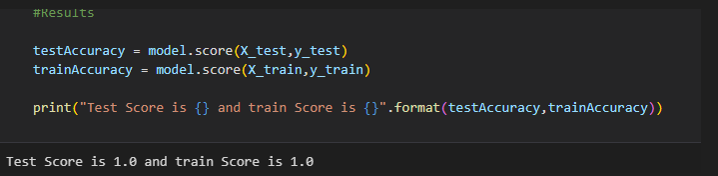 #Results
testAccuracy = model.score(X_test,y_test)
trainAccuracy = model.score(X_train,y_train)
print("Test Score is {} and train Score is {}".format(testAccuracy,trainAccuracy))
Test Score is 1.0 and train Score is 1.0